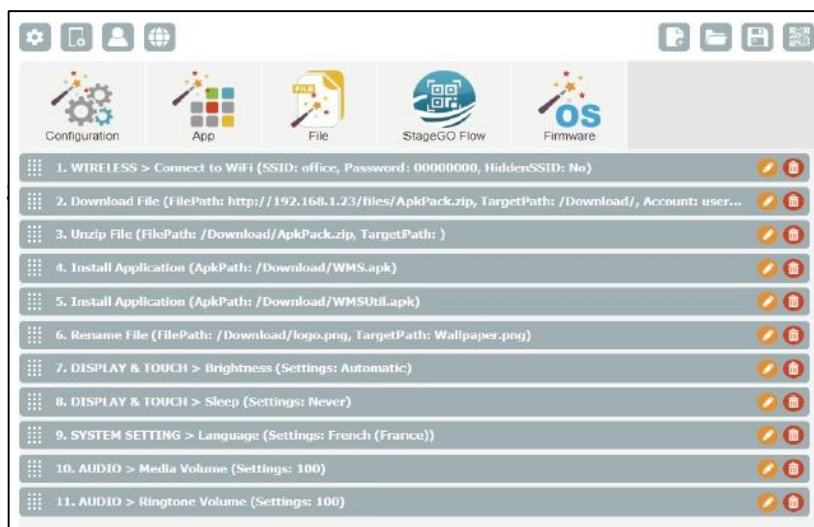 FILE
OS
Configuration
App
File
StageGO Flow
Firmware
1. WIRELESS > Connect to WiFi (SSID: office, Password: 00000000, HiddenSSID: No)
2. Download File (FilePath: http://192.168.1.23/files/ApkPack.zip, TargetPath: /Download/, Account: user...
3. Unzip File (FilePath: /Download/ApkPack.zip, TargetPath: )
4. Install Application (ApkPath: /Download/WMS.apk)
5. Install Application (ApkPath: /Download/WMSUtil.apk)
6. Rename File (FilePath: /Download/logo.png, TargetPath: Wallpaper.png)
7. DISPLAY & TOUCH > Brightness (Settings: Automatic)
8. DISPLAY & TOUCH > Sleep (Settings: Never)
9. SYSTEM SETTING > Language (Settings: French (France))
10. AUDIO > Media Volume (Settings: 100)
11. AUDIO > Ringtone Volume (Settings: 100)